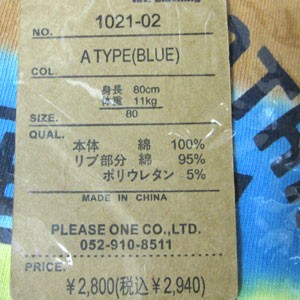 NO. 1021-02
COL. A TYPE(BLUE)
身長 80cm
体重 11kg
SIZE. 80
QUAL.
本体 綿 100%
リブ部分 綿 95%
ポリウレタン 5%
MADE IN CHINA
PLEASE ONE CO.,LTD.
052-910-8511
PRICE.
¥2,800(税込¥2,940)